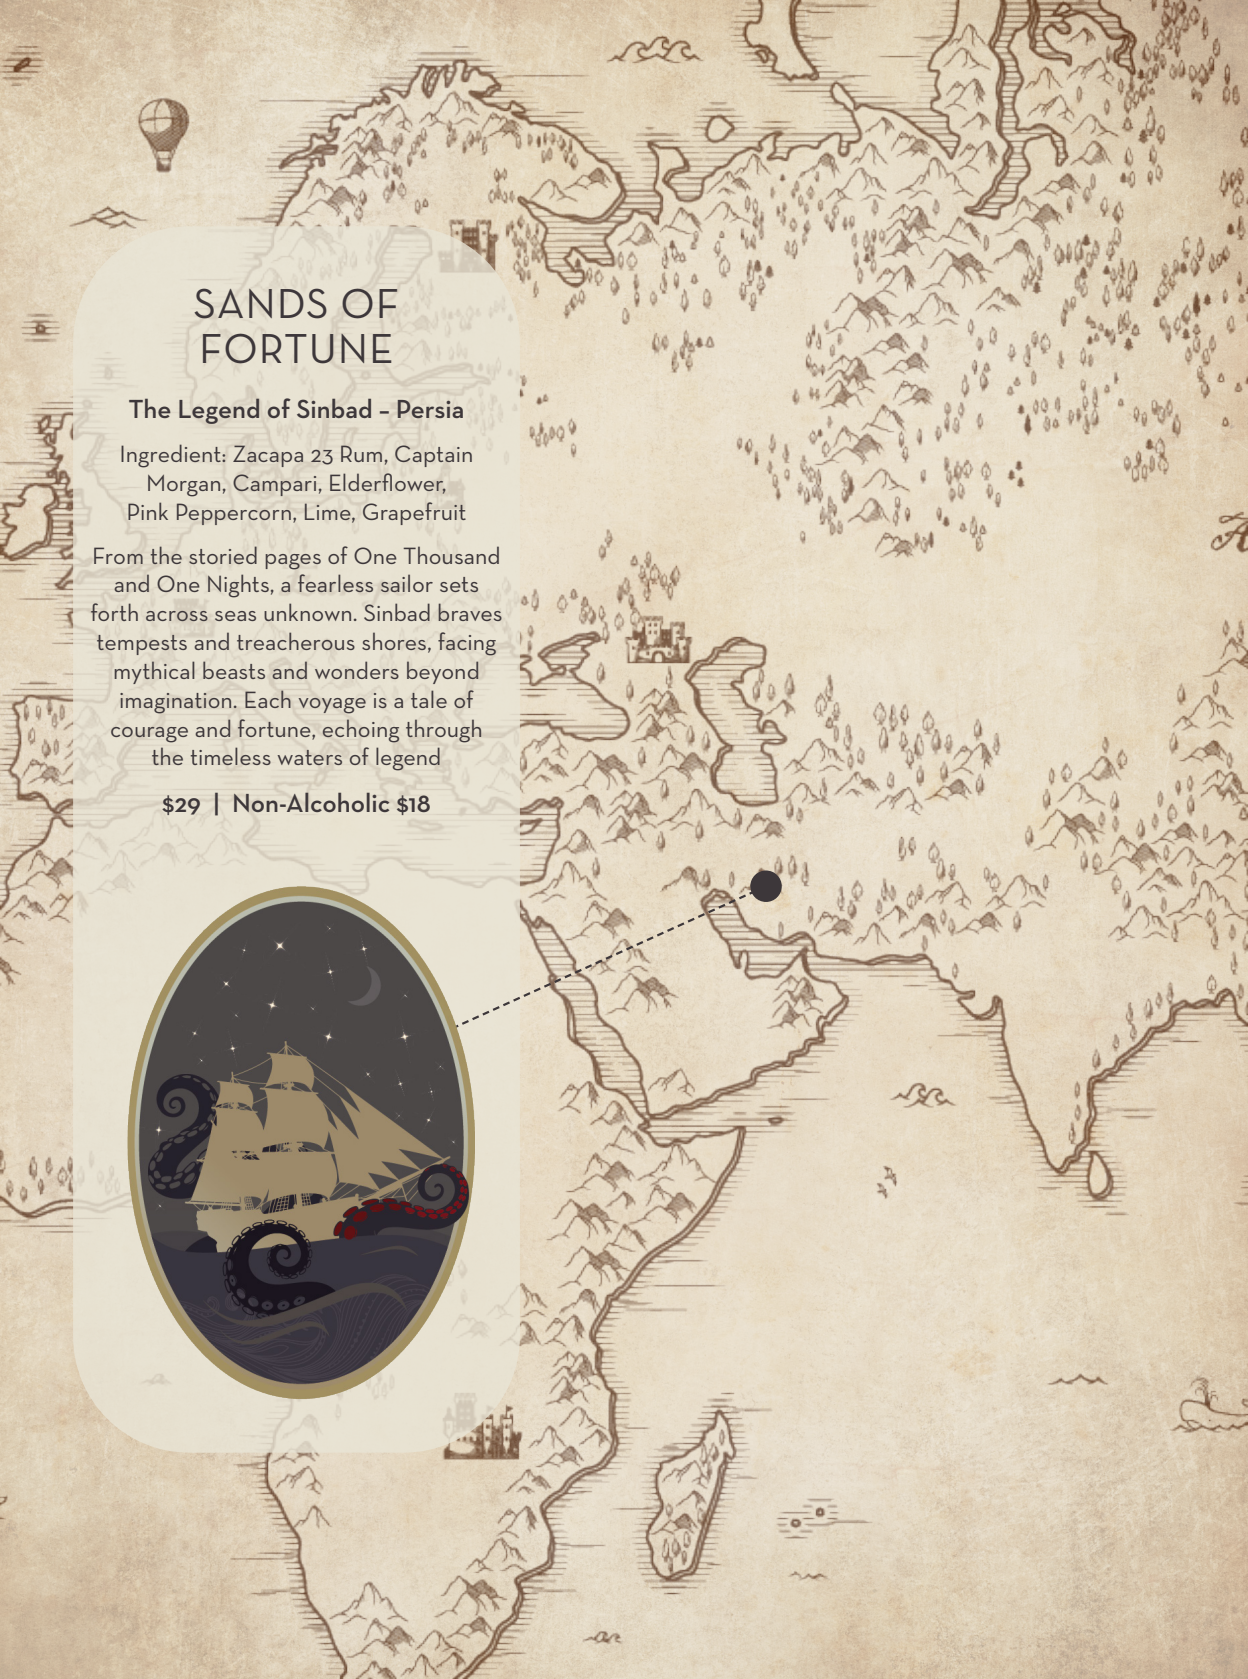 SANDS OF
FORTUNE
The Legend of Sinbad – Persia
Ingredient: Zacapa 23 Rum, Captain
Morgan, Campari, Elderflower,
Pink Peppercorn, Lime, Grapefruit
From the storied pages of One Thousand
and One Nights, a fearless sailor sets
forth across seas unknown. Sinbad braves
tempests and treacherous shores, facing
mythical beasts and wonders beyond
imagination. Each voyage is a tale of
courage and fortune, echoing through
the timeless waters of legend
$29 | Non-Alcoholic $18